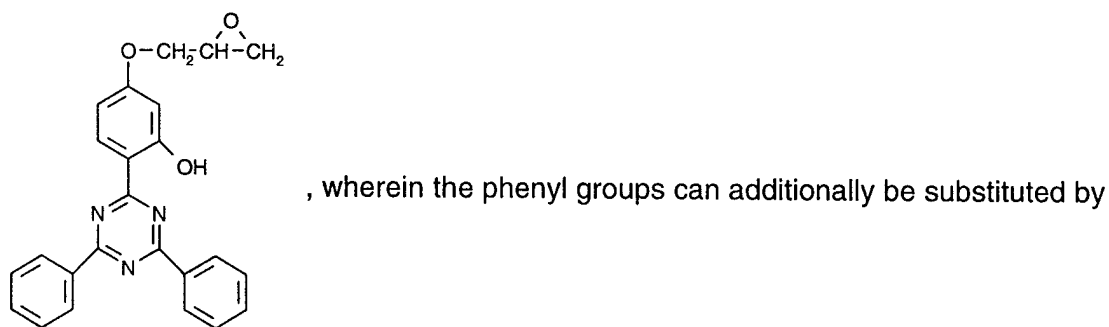 O
O-CH2-CH-CH2
OH
, wherein the phenyl groups can additionally be substituted by
N N
N